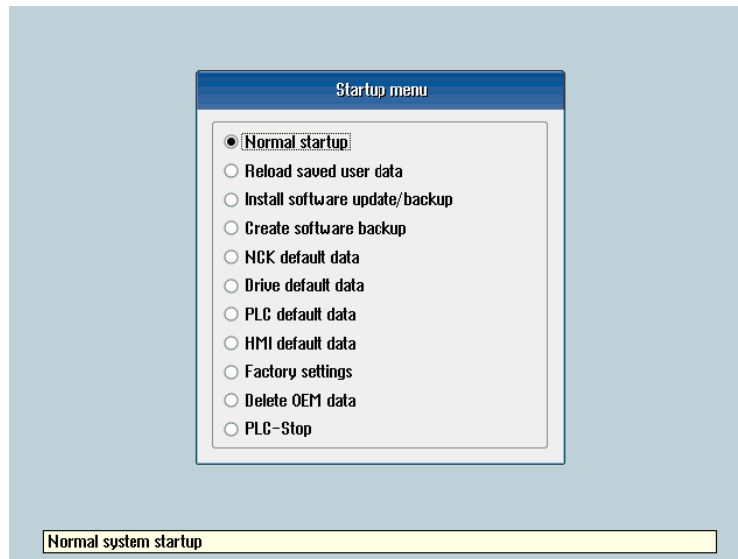 Startup menu
Normal startup
Reload saved user data
Install software update/backup
Create software backup
NCK default data
Drive default data
PLC default data
HMI default data
Factory settings
Delete OEM data
PLC-Stop
Normal system startup